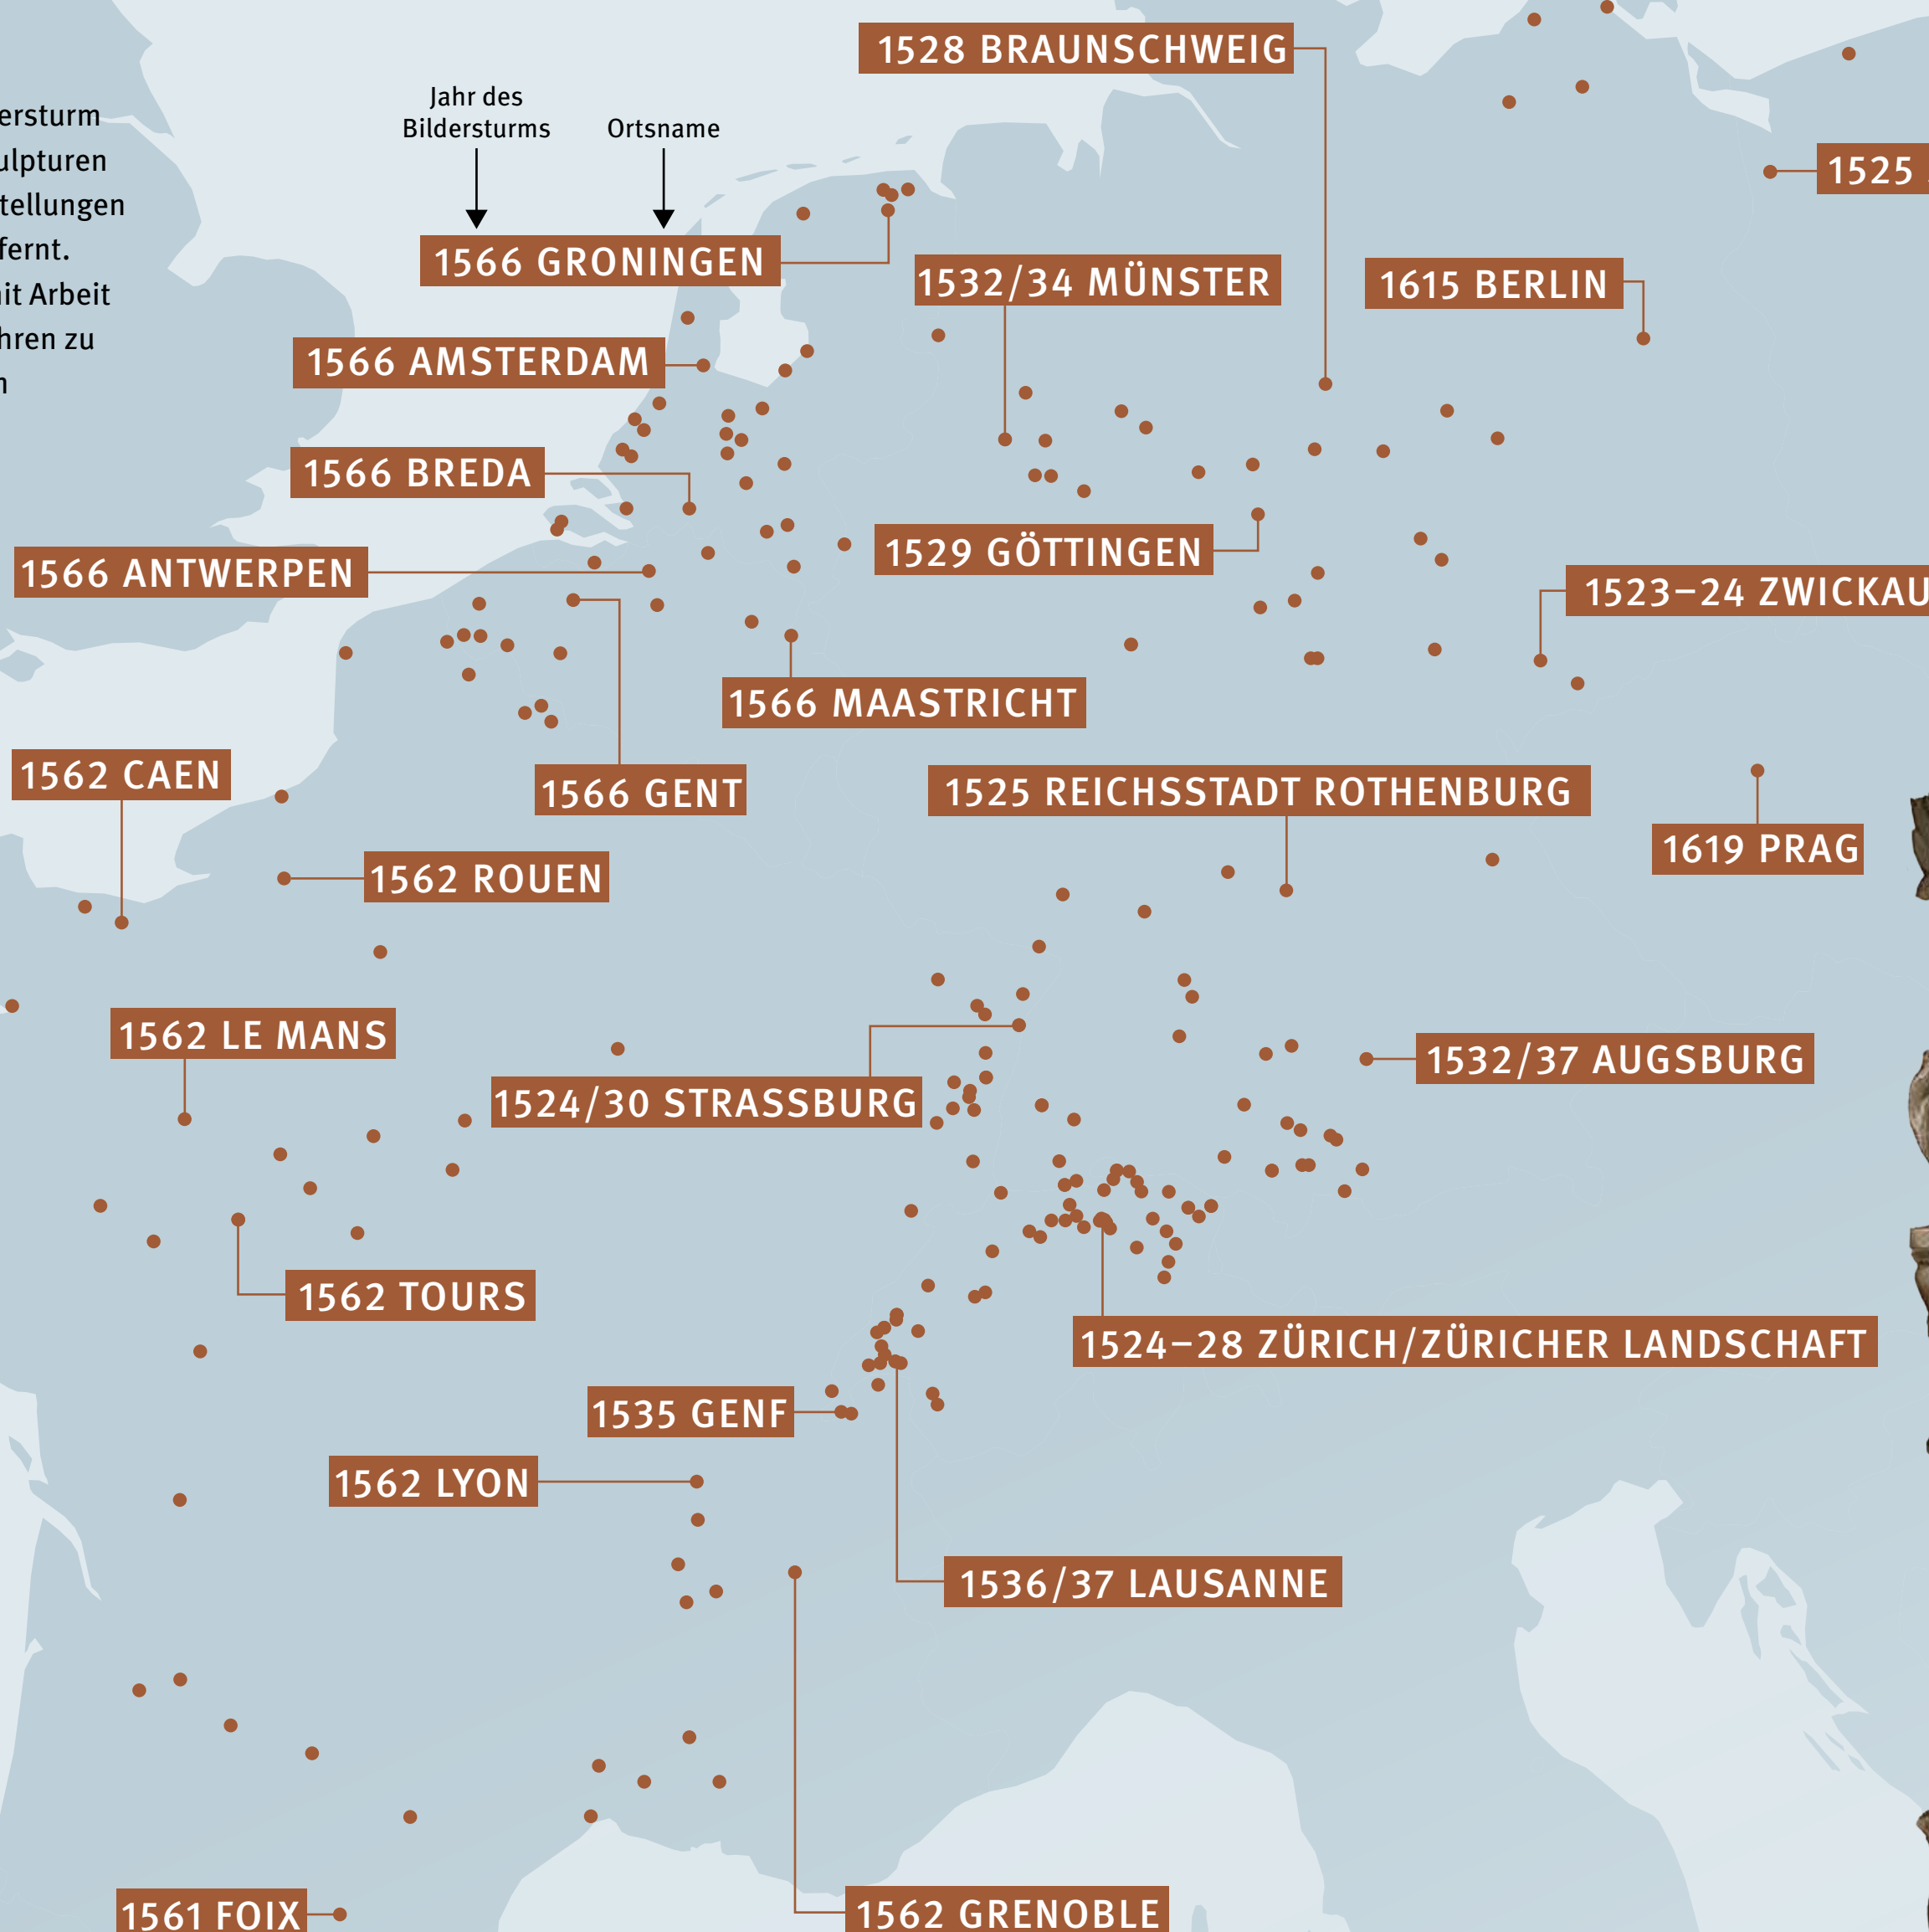 1528 BRAUNSCHWEIG
Jahr des
Bildersturms
Ortsname
ersturm
ulpturen
tellungen
fernt.
it Arbeit
hren zu
1525
1566 GRONINGEN
1532/34 MÜNSTER
1615 BERLIN
1566 AMSTERDAM
1566 BREDA
1529 GÖTTINGEN
1566 ANTWERPEN
1523–24 ZWICKAU
1566 MAASTRICHT
1562 CAEN
1566 GENT
1525 REICHSSTADT ROTHENBURG
1619 PRAG
1562 ROUEN
1562 LE MANS
1532/37 AUGSBURG
1524/30 STRASSBURG
1562 TOURS
1524–28 ZÜRICH/ZÜRICHER LANDSCHAFT
1535 GENF
1562 LYON
1536/37 LAUSANNE
1561 FOIX
1562 GRENOBLE